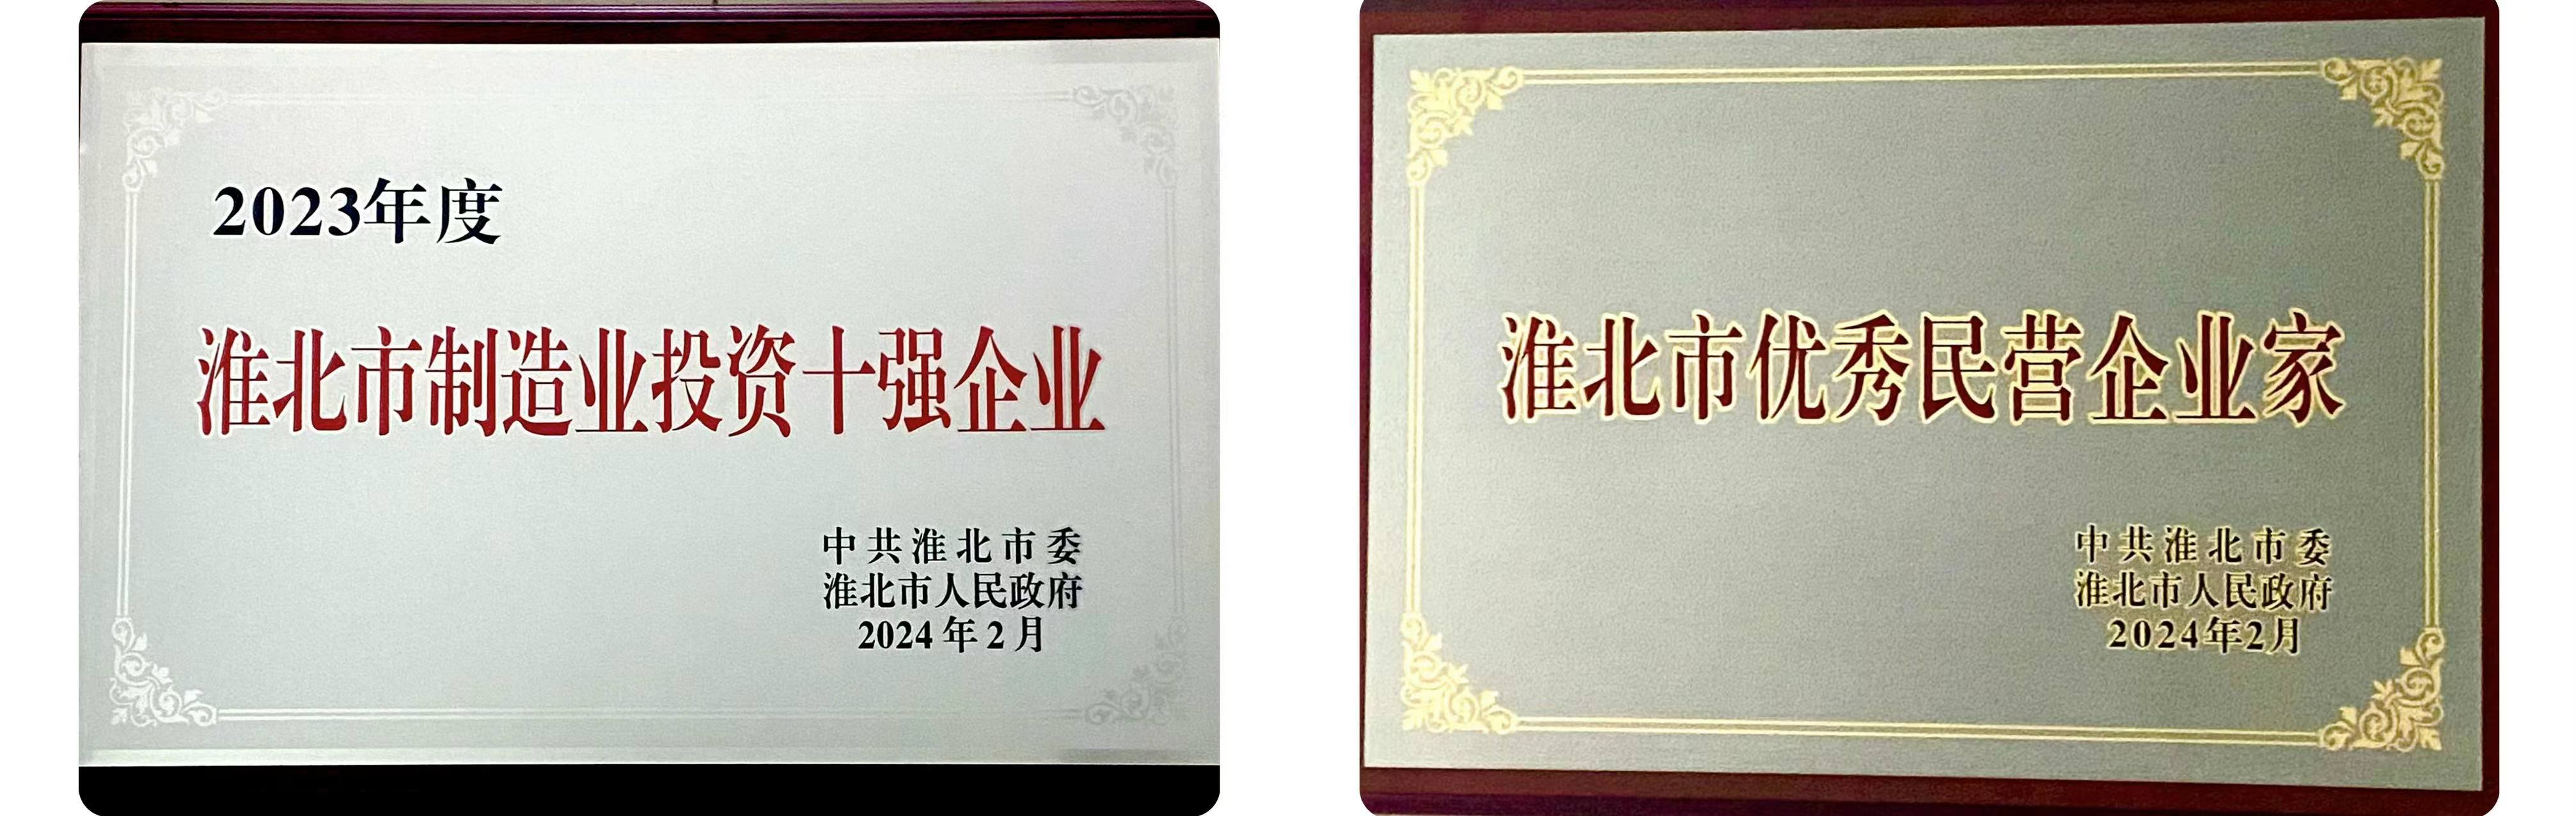 2023年度
淮北市制造业投资十强企业
中共淮北市委
淮北市人民政府
2024年2月
淮北市优秀民营企业家
中共淮北市委
淮北市人民政府
2024年2月